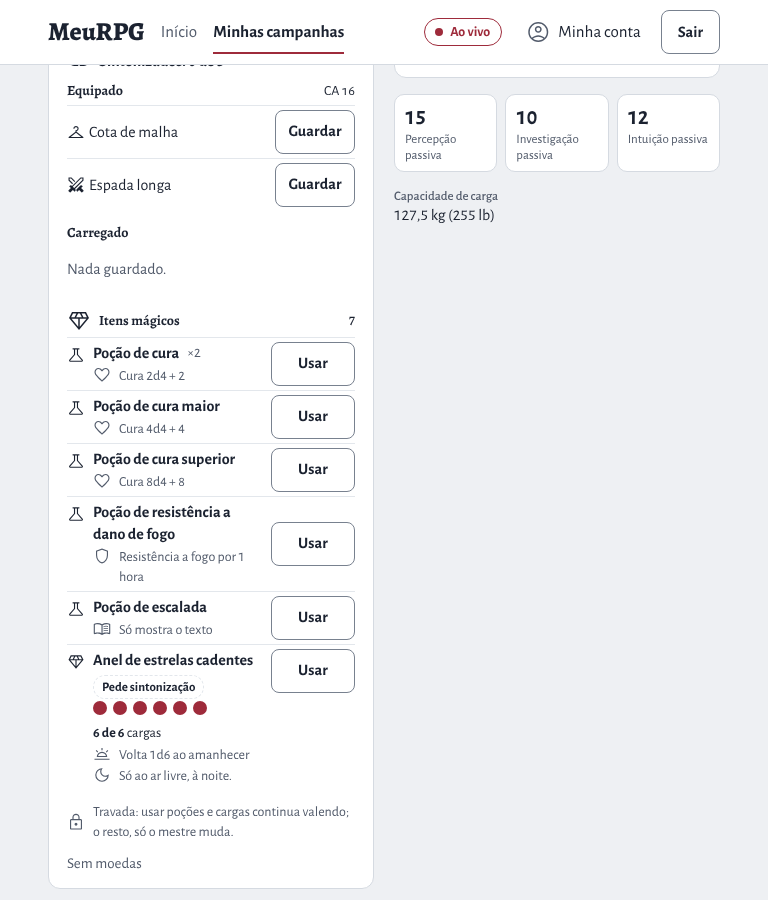 MeuRPG
Início
Minhas campanhas
Ao vivo
Minha conta
Sair
Equipado
CA 16
Cota de malha
Guardar
Espada longa
Guardar
Carregado
Nada guardado.
Itens mágicos
7
Poção de cura ×2
Cura 2d4 + 2
Usar
Poção de cura maior
Cura 4d4 + 4
Usar
Poção de cura superior
Cura 8d4 + 8
Usar
Poção de resistência a
dano de fogo
Resistência a fogo por 1
hora
Usar
Poção de escalada
Só mostra o texto
Usar
Anel de estrelas cadentes
Pede sintonização
6 de 6 cargas
Volta 1d6 ao amanhecer
Só ao ar livre, à noite.
Usar
Travada: usar poções e cargas continua valendo;
o resto, só o mestre muda.
Sem moedas
15
Percepção
passiva
10
Investigação
passiva
12
Intuição passiva
Capacidade de carga
127,5 kg (255 lb)